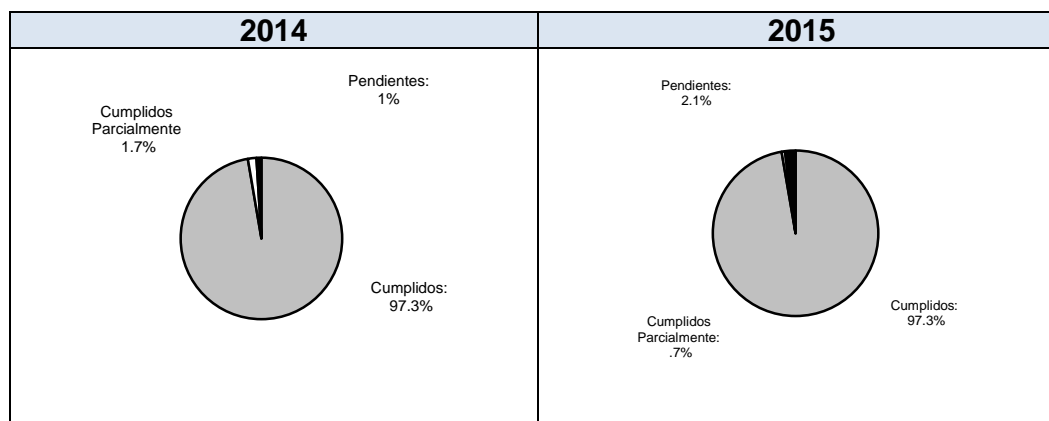 2014
Pendientes:
1%
Cumplidos
Parcialmente
1.7%
Cumplidos:
97.3%
2015
Pendientes:
2.1%
Cumplidos:
97.3%
Cumplidos
Parcialmente:
.7%